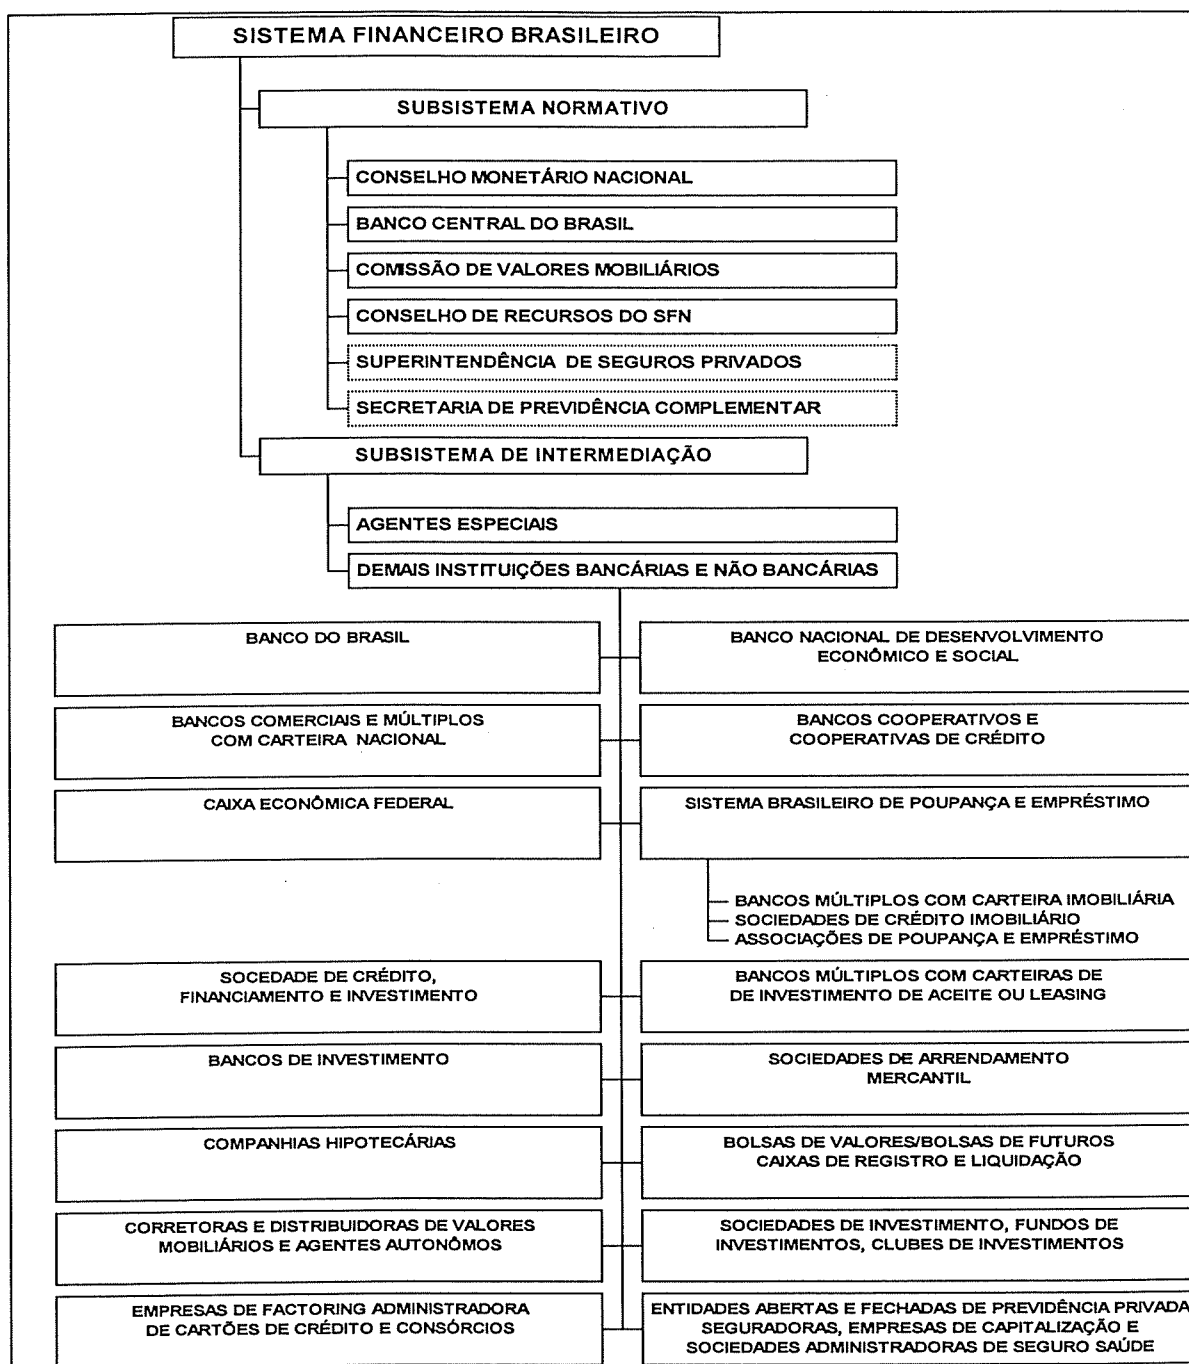 SISTEMA FINANCEIRO BRASILEIRO
SUBSISTEMA NORMATIVO
CONSELHO MONETÁRIO NACIONAL
BANCO CENTRAL DO BRASIL
COMISSÃO DE VALORES MOBILIÁRIOS
CONSELHO DE RECURSOS DO SFN
SUPERINTENDÊNCIA DE SEGUROS PRIVADOS
SECRETARIA DE PREVIDÊNCIA COMPLEMENTAR
SUBSISTEMA DE INTERMEDIAÇÃO
AGENTES ESPECIAIS
DEMAIS INSTITUIÇÕES BANCÁRIAS E NÃO BANCÁRIAS
BANCO DO BRASIL
BANCO NACIONAL DE DESENVOLVIMENTO
ECONÔMICO E SOCIAL
BANCOS COMERCIAIS E MÚLTIPLOS
COM CARTEIRA NACIONAL
BANCOS COOPERATIVOS E
COOPERATIVAS DE CRÉDITO
CAIXA ECONÔMICA FEDERAL
SISTEMA BRASILEIRO DE POUPANÇA E EMPRÉSTIMO
BANCOS MÚLTIPLOS COM CARTEIRA IMOBILIÁRIA
SOCIEDADES DE CRÉDITO IMOBILIÁRIO
ASSOCIAÇÕES DE POUPANÇA E EMPRÉSTIMO
SOCEDADE DE CRÉDITO,
FINANCIAMENTO E INVESTIMENTO
BANCOS MÚLTIPLOS COM CARTEIRAS DE
DE INVESTIMENTO DE ACEITE OU LEASING
BANCOS DE INVESTIMENTO
SOCIEDADES DE ARRENDAMENTO
MERCANTIL
COMPANHIAS HIPOTECÁRIAS
BOLSAS DE VALORES/BOLSAS DE FUTUROS
CAIXAS DE REGISTRO E LIQUIDAÇÃO
CORRETORAS E DISTRIBUIDORAS DE VALORES
MOBILIÁRIOS E AGENTES AUTONÔMOS
SOCIEDADES DE INVESTIMENTO, FUNDOS DE
INVESTIMENTOS, CLUBES DE INVESTIMENTOS
EMPRESAS DE FACTORING ADMINISTRADORA
DE CARTÕES DE CRÉDITO E CONSÓRCIOS
ENTIDADES ABERTAS E FECHADAS DE PREVIDÊNCIA PRIVADA
SEGURADORAS, EMPRESAS DE CAPITALIZAÇÃO E
SOCIEDADES ADMINISTRADORAS DE SEGURO SAÚDE